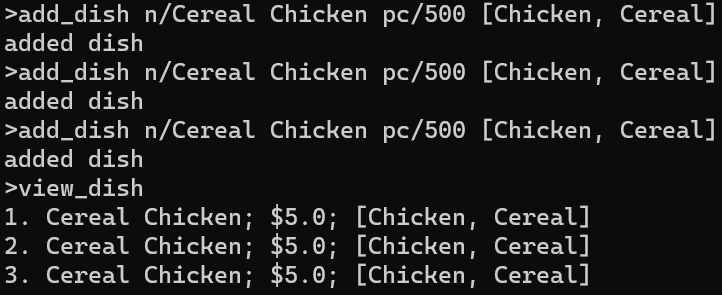 >add_dish n/Cereal Chicken pc/500 [Chicken, Cereal]
added dish
>add_dish n/Cereal Chicken pc/500 [Chicken, Cereal]
added dish
>add_dish n/Cereal Chicken pc/500 [Chicken, Cereal]
added dish
>view_dish
1. Cereal Chicken; $5.0; [Chicken, Cereal]
2. Cereal Chicken; $5.0; [Chicken, Cereal]
3. Cereal Chicken; $5.0; [Chicken, Cereal]